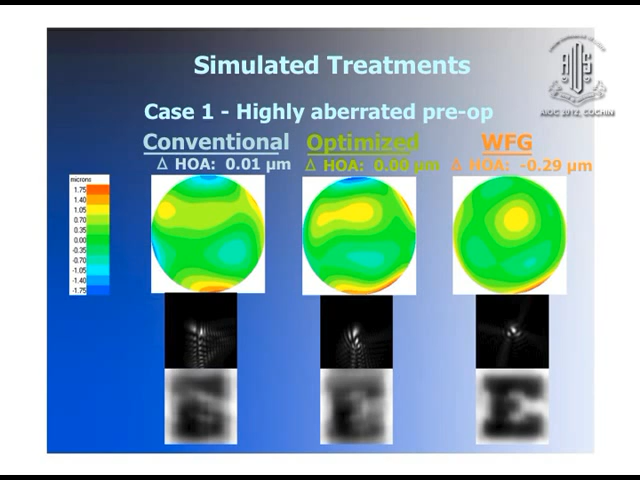 Simulated Treatments
AIOC 2012, COCHIN
Case 1 - Highly aberrated pre-op
Conventional
Δ HOA: 0.01 µm
Optimized
Δ HOA: 0.00 µm
WFG
Δ HOA: -0.29 µm
microns
1.75
1.40
1.05
0.70
0.35
0.00
-0.35
-0.70
-1.05
-1.40
-1.75
E
E
E